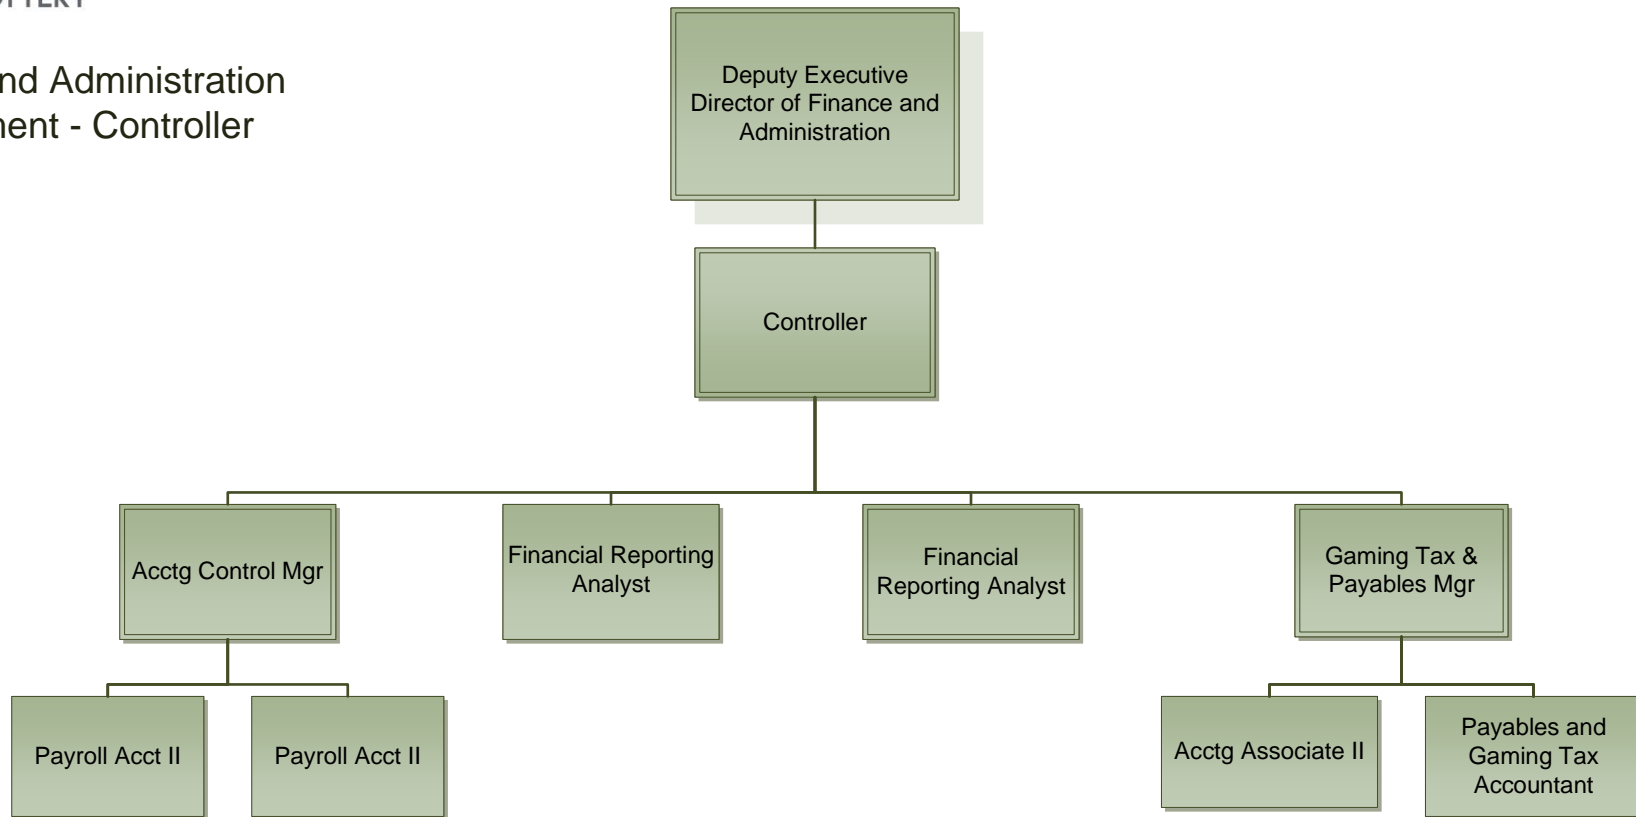 nd Administration
ent - Controller
Deputy Executive
Director of Finance and
Administration
Controller
Acctg Control Mgr
Financial Reporting
Analyst
Financial
Reporting Analyst
Gaming Tax &
Payables Mgr
Payroll Acct II
Payroll Acct II
Acctg Associate II
Payables and
Gaming Tax
Accountant